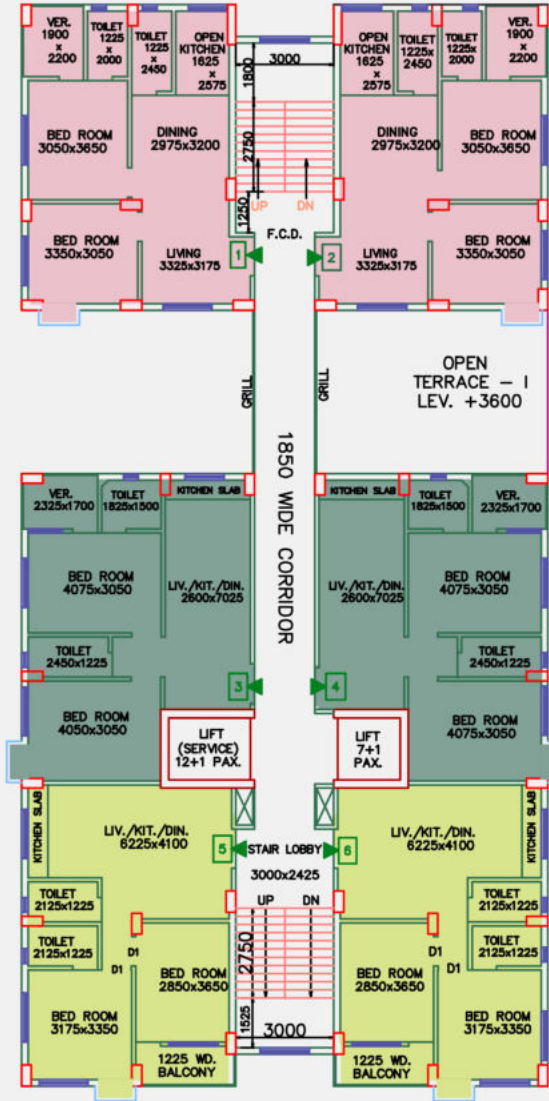 VER.
1900
x
2200
TOILET
1225
x
2000
TOILET
1225
x
2450
OPEN
KITCHEN
1625
x
2575
3000
1800
2750
1250
OPEN
KITCHEN
1625
x
2575
TOILET
1225x
2450
TOILET
1225x
2000
VER.
1900
x
2200
BED ROOM
3050x3650
DINING
2975x3200
DINING
2975x3200
BED ROOM
3050x3650
UP
DN
F.C.D.
BED ROOM
3350x3050
LIVING
3325x3175
1
2
LIVING
3325x3175
BED ROOM
3350x3050
GRILL
GRILL
OPEN
TERRACE - I
LEV. +3600
1850 WIDE CORRIDOR
VER.
2325x1700
TOILET
1825x1500
KITCHEN SLAB
KITCHEN SLAB
TOILET
1825x1500
VER.
2325x1700
BED ROOM
4075x3050
LIV./KIT./DIN.
2600x7025
LIV./KIT./DIN.
2600x7025
BED ROOM
4075x3050
TOILET
2450x1225
TOILET
2450x1225
3
4
BED ROOM
4050x3050
LIFT
(SERVICE)
12+1 PAX.
LIFT
7+1
PAX.
BED ROOM
4075x3050
KITCHEN SLAB
LIV./KIT./DIN.
6225x4100
5
STAIR LOBBY
3000x2425
6
LIV./KIT./DIN.
6225x4100
KITCHEN SLAB
TOILET
2125x1225
TOILET
2125x1225
UP
DN
TOILET
2125x1225
TOILET
2125x1225
D1
D1
D1
D1
2750
BED ROOM
2850x3650
BED ROOM
2850x3650
BED ROOM
3175x3350
BED ROOM
3175x3350
1525
3000
1225 WD.
BALCONY
1225 WD.
BALCONY